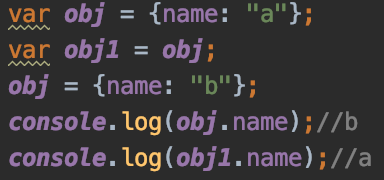 var obj = {name: "a"};
var obj1 = obj;
obj = {name: "b"};
console.log(obj.name);//b
console.log(obj1.name);//a